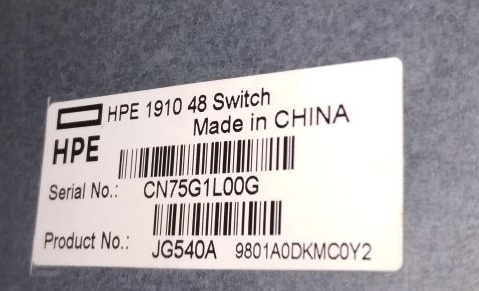 HPE 1910 48 Switch
Made in CHINA
HPE
Serial No.: CN75G1L00G
Product No.: JG540A 9801A0DKMC0Y2